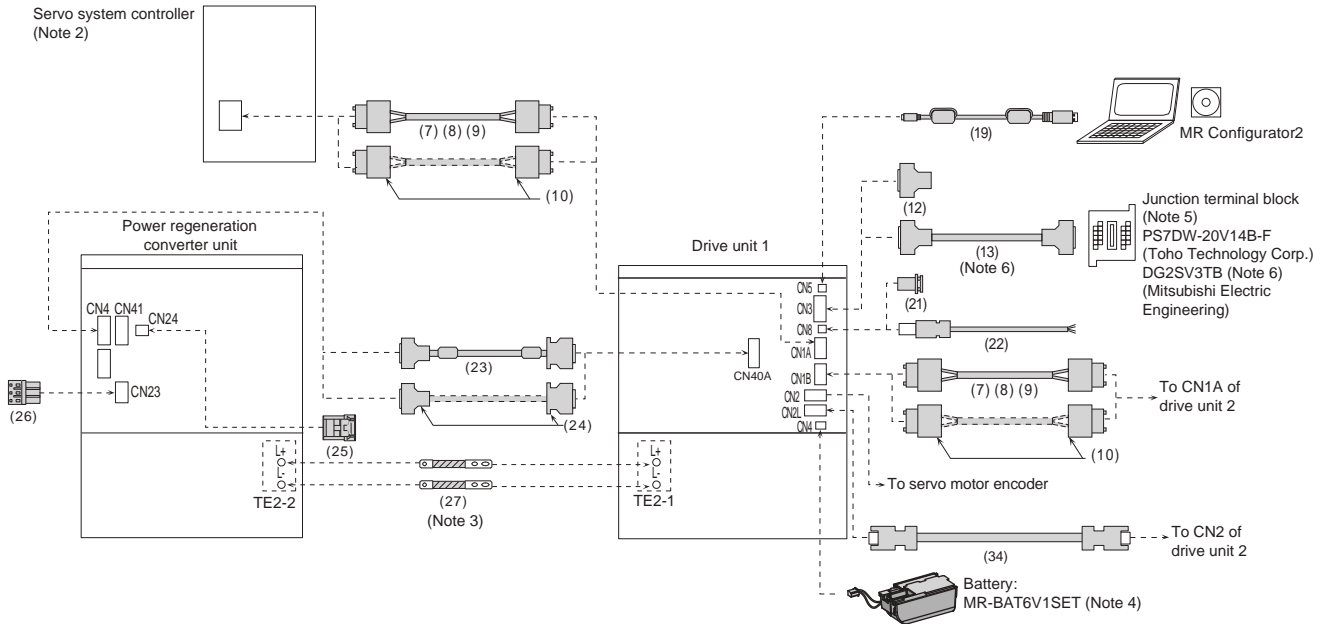 Servo system controller
(Note 2)
(7) (8) (9)
(10)
(19)
MR Configurator2
(12)
Junction terminal block
(Note 5)
PS7DW-20V14B-F
(Toho Technology Corp.)
DG2SV3TB (Note 6)
(Mitsubishi Electric
Engineering)
(13)
(Note 6)
(21)
(22)
Power regeneration
converter unit
Drive unit 1
CN4
CN41
CN24
CN23
(26)
(25)
L+
L-
TE2-2
(23)
(24)
(27)
(Note 3)
CN40A
CN5
CN3
CN8
CN1A
CN1B
CN2
CN2L
CN4
L+
L-
TE2-1
(7) (8) (9)
To CN1A of
drive unit 2
(10)
To servo motor encoder
(34)
To CN2 of
drive unit 2
Battery:
MR-BAT6V1SET (Note 4)